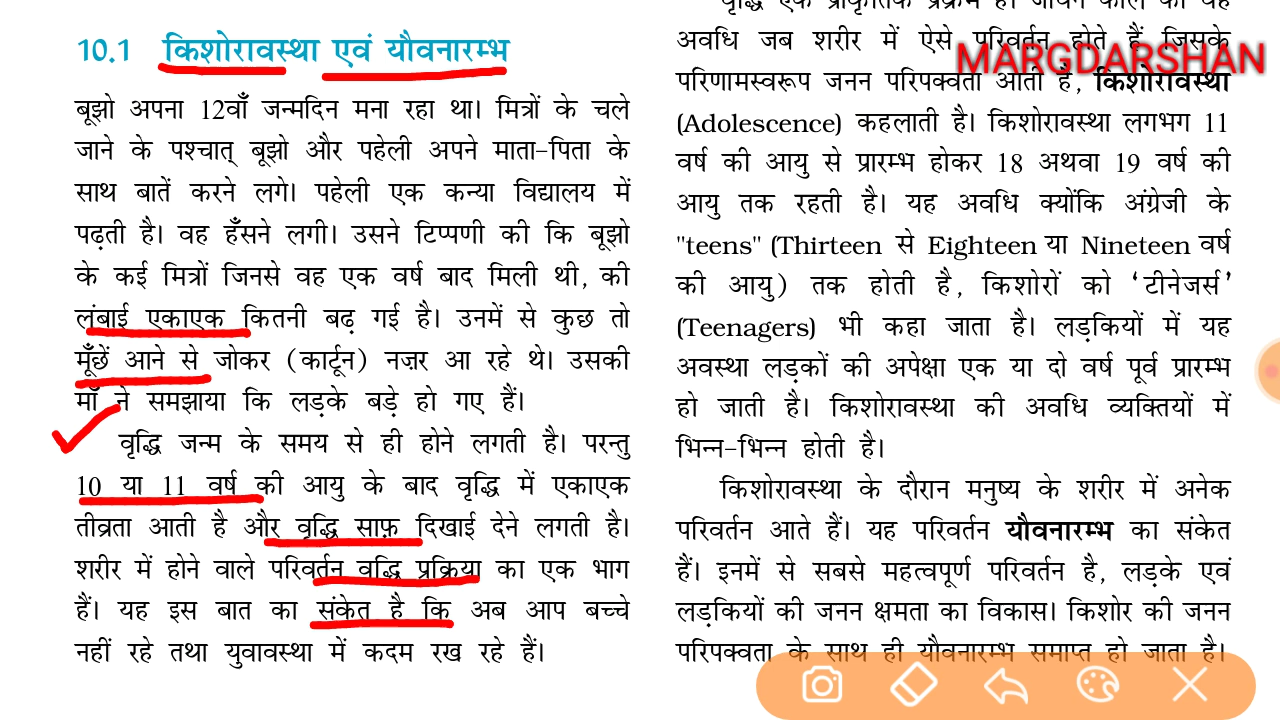 10.1 किशोरावस्था एवं यौवनारम्भ
बूझो अपना 12वाँ जन्मदिन मना रहा था। मित्रों के चले
जाने के पश्चात् बूझो और पहेली अपने माता-पिता के
साथ बातें करने लगे। पहेली एक कन्या विद्यालय में
पढ़ती है। वह हँसने लगी। उसने टिप्पणी की कि बूझो
के कई मित्रों जिनसे वह एक वर्ष बाद मिली थी, की
लंबाई एकाएक कितनी बढ़ गई है। उनमें से कुछ तो
मूँछें आने से जोकर (कार्टून) नज़र आ रहे थे। उसकी
माँ ने समझाया कि लड़के बड़े हो गए हैं।
वृद्धि जन्म के समय से ही होने लगती है। परन्तु
10 या 11 वर्ष की आयु के बाद वृद्धि में एकाएक
तीव्रता आती है और वृद्धि साफ़ दिखाई देने लगती है।
शरीर में होने वाले परिवर्तन वृद्धि प्रक्रिया का एक भाग
हैं। यह इस बात का संकेत है कि अब आप बच्चे
नहीं रहे तथा युवावस्था में कदम रख रहे हैं।
वृद्धि एक प्राकृतिक प्रक्रम है। जीवन काल की वह
अवधि जब शरीर में ऐसे परिवर्तन होते हैं जिसके
MARGDARSHAN
परिणामस्वरूप जनन परिपक्वता आती है, किशोरावस्था
(Adolescence) कहलाती है। किशोरावस्था लगभग 11
वर्ष की आयु से प्रारम्भ होकर 18 अथवा 19 वर्ष की
आयु तक रहती है। यह अवधि क्योंकि अंग्रेजी के
"teens" (Thirteen से Eighteen या Nineteen वर्ष
की आयु) तक होती है, किशोरों को ‘टीनेजर्स’
(Teenagers) भी कहा जाता है। लड़कियों में यह
अवस्था लड़कों की अपेक्षा एक या दो वर्ष पूर्व प्रारम्भ
हो जाती है। किशोरावस्था की अवधि व्यक्तियों में
भिन्न-भिन्न होती है।
किशोरावस्था के दौरान मनुष्य के शरीर में अनेक
परिवर्तन आते हैं। यह परिवर्तन यौवनारम्भ का संकेत
हैं। इनमें से सबसे महत्वपूर्ण परिवर्तन है, लड़के एवं
लड़कियों की जनन क्षमता का विकास। किशोर की जनन
परिपक्वता के साथ ही यौवनारम्भ समाप्त हो जाता है।